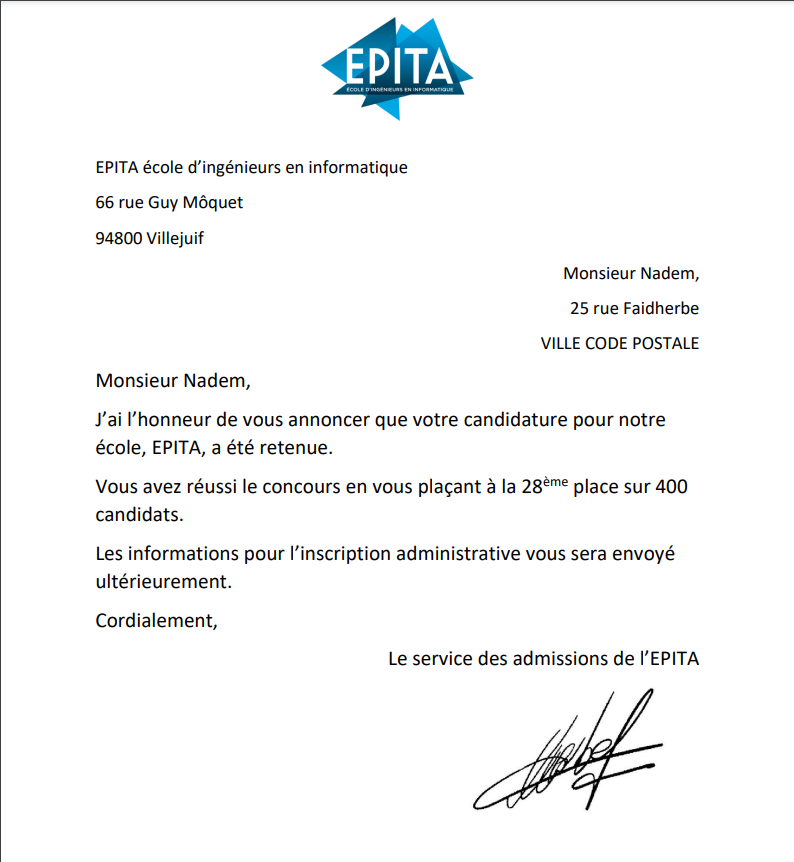 EPITA
ÉCOLE D'INGÉNIEURS EN INFORMATIQUE
EPITA école d’ingénieurs en informatique
66 rue Guy Môquet
94800 Villejuif
Monsieur Nadem,
25 rue Faidherbe
VILLE CODE POSTALE
Monsieur Nadem,
J’ai l’honneur de vous annoncer que votre candidature pour notre
école, EPITA, a été retenue.
Vous avez réussi le concours en vous plaçant à la 28ème place sur 400
candidats.
Les informations pour l’inscription administrative vous sera envoyé
ultérieurement.
Cordialement,
Le service des admissions de l’EPITA